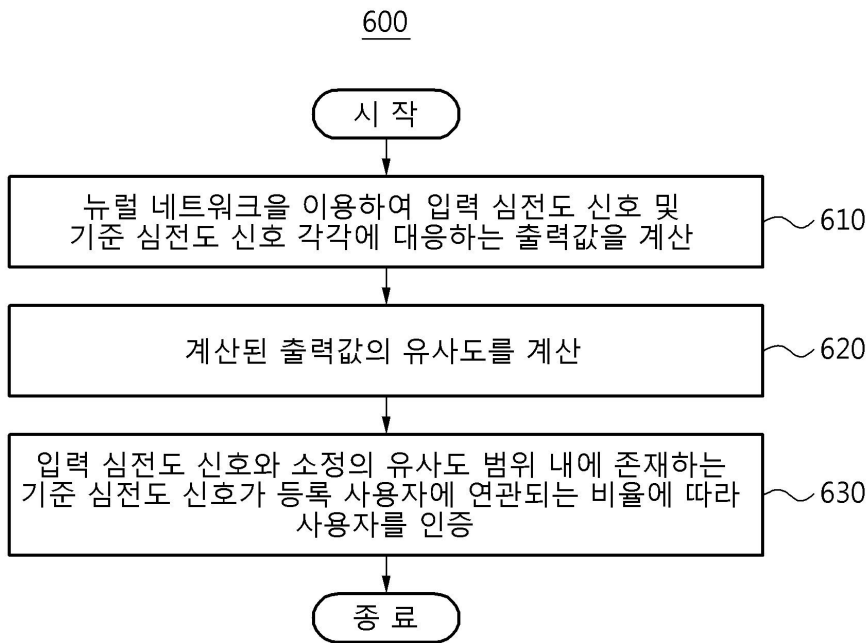 600
시 작
뉴럴 네트워크을 이용하여 입력 심전도 신호 및
기준 심전도 신호 각각에 대응하는 출력값을 계산
610
계산된 출력값의 유사도를 계산
620
입력 심전도 신호와 소정의 유사도 범위 내에 존재하는
기준 심전도 신호가 등록 사용자에 연관되는 비율에 따라
사용자를 인증
630
종 료